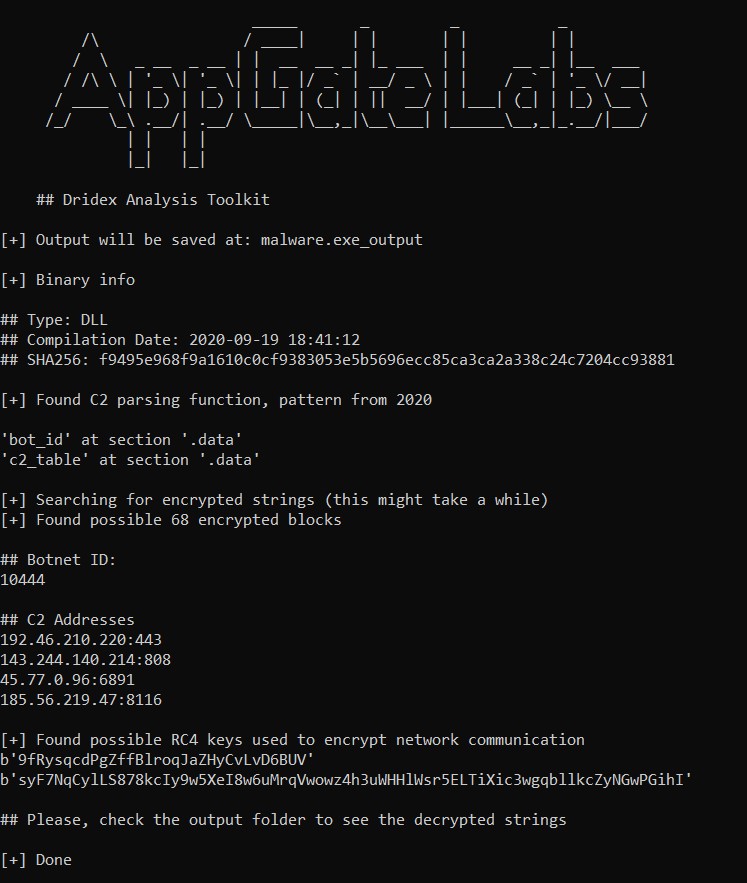 AppGate Labs
## Dridex Analysis Toolkit
[+] Output will be saved at: malware.exe_output
[+] Binary info
## Type: DLL
## Compilation Date: 2020-09-19 18:41:12
## SHA256: f9495e968f9a1610c0cf9383053e5b5696ecc85ca3ca2a338c24c7204cc93881
[+] Found C2 parsing function, pattern from 2020
'bot_id' at section '.data'
'c2_table' at section '.data'
[+] Searching for encrypted strings (this might take a while)
[+] Found possible 68 encrypted blocks
## Botnet ID:
10444
## C2 Addresses
192.46.210.220:443
143.244.140.214:808
45.77.0.96:6891
185.56.219.47:8116
[+] Found possible RC4 keys used to encrypt network communication
b'9fRysqcdPgZffBlroqJaZHyCvLvD6BUV'
b'syF7NqCylLS878kcIy9w5XeI8w6uMrqVwowz4h3uWHHlWsr5ELTiXic3wgqbllkcZyNGwPGihI'
## Please, check the output folder to see the decrypted strings
[+] Done